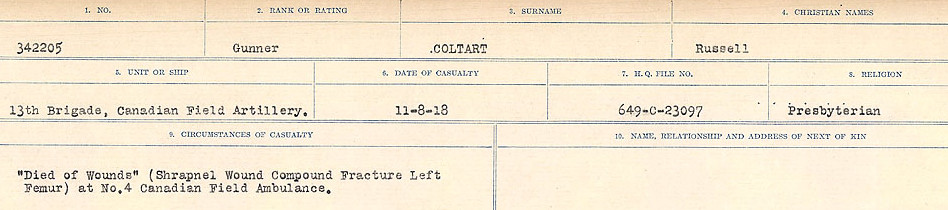 1. NO. 2. RANK OR RATING 3. SURNAME 4. CHRISTIAN NAMES
342205 Gunner .COLTART Russell
5. UNIT OR SHIP 6. DATE OF CASUALTY 7. H.Q. FILE NO. 8. RELIGION
13th Brigade, Canadian Field Artillery. 11-8-18 649-C-23097 Presbyterian
9. CIRCUMSTANCES OF CASUALTY 10. NAME, RELATIONSHIP AND ADDRESS OF NEXT OF KIN
"Died of Wounds" (Shrapnel Wound Compound Fracture Left
Femur) at No.4 Canadian Field Ambulance.